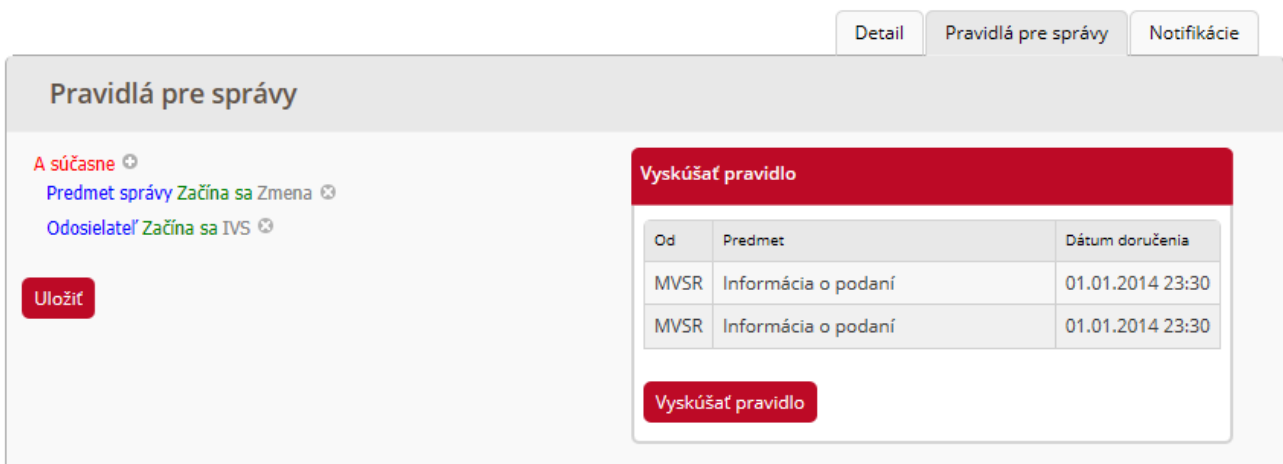 Detail Pravidlá pre správy Notifikácie
Pravidlá pre správy
A súčasne
Predmet správy Začína sa Zmena
Odosielateľ Začína sa IVS
Uložiť
Vyskúšať pravidlo
Od Predmet Dátum doručenia
MVSR Informácia o podaní 01.01.2014 23:30
MVSR Informácia o podaní 01.01.2014 23:30
Vyskúšať pravidlo